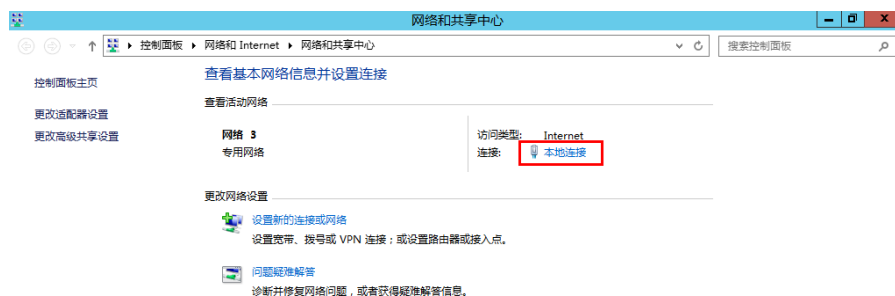 网络和共享中心
控制面板 网络和 Internet 网络和共享中心
搜索控制面板
控制面板主页
更改适配器设置
更改高级共享设置
查看基本网络信息并设置连接
查看活动网络
网络 3
专用网络
访问类型: Internet
连接: 本地连接
更改网络设置
设置新的连接或网络
设置宽带、拨号或 VPN 连接；或设置路由器或接入点。
问题疑难解答
诊断并修复网络问题，或者获得疑难解答信息。